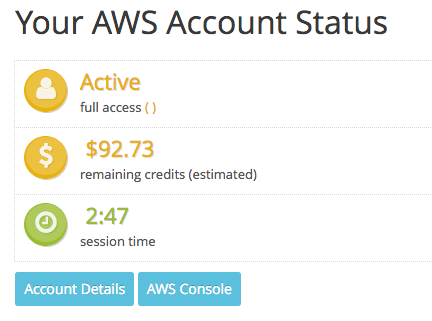 Your AWS Account Status
Active
full access ( )
$
$92.73
remaining credits (estimated)
2:47
session time
Account Details AWS Console